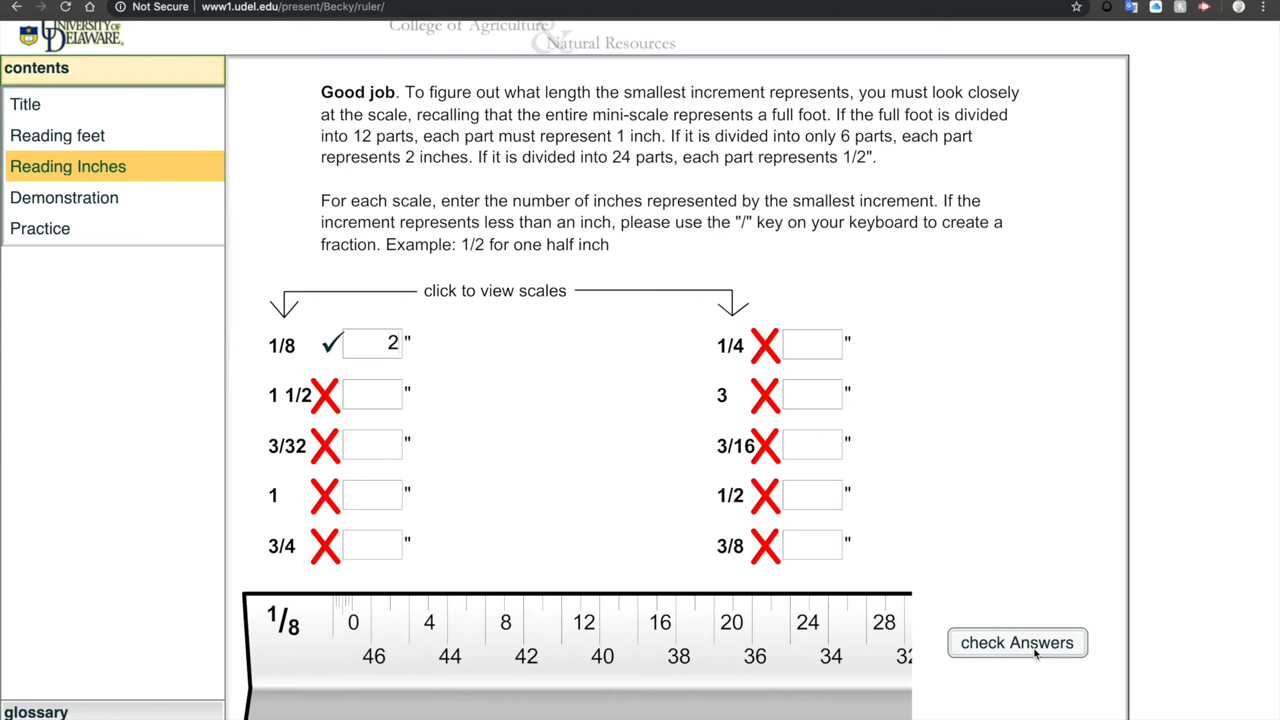 Not Secure www1.udel.edu/present/Becky/ruler/
UNIVERSITY OF DELAWARE
College of Agriculture
& Natural Resources
contents
Title
Reading feet
Reading Inches
Demonstration
Practice
glossary
Good job. To figure out what length the smallest increment represents, you must look closely
at the scale, recalling that the entire mini-scale represents a full foot. If the full foot is divided
into 12 parts, each part must represent 1 inch. If it is divided into only 6 parts, each part
represents 2 inches. If it is divided into 24 parts, each part represents 1/2".
For each scale, enter the number of inches represented by the smallest increment. If the
increment represents less than an inch, please use the "/" key on your keyboard to create a
fraction. Example: 1/2 for one half inch
click to view scales
1/8 2 " 1/4 "
1 1/2 " 3 "
3/32 " 3/16 "
1 " 1/2 "
3/4 " 3/8 "
1/8 0 4 8 12 16 20 24 28
46 44 42 40 38 36 34 32
check Answers